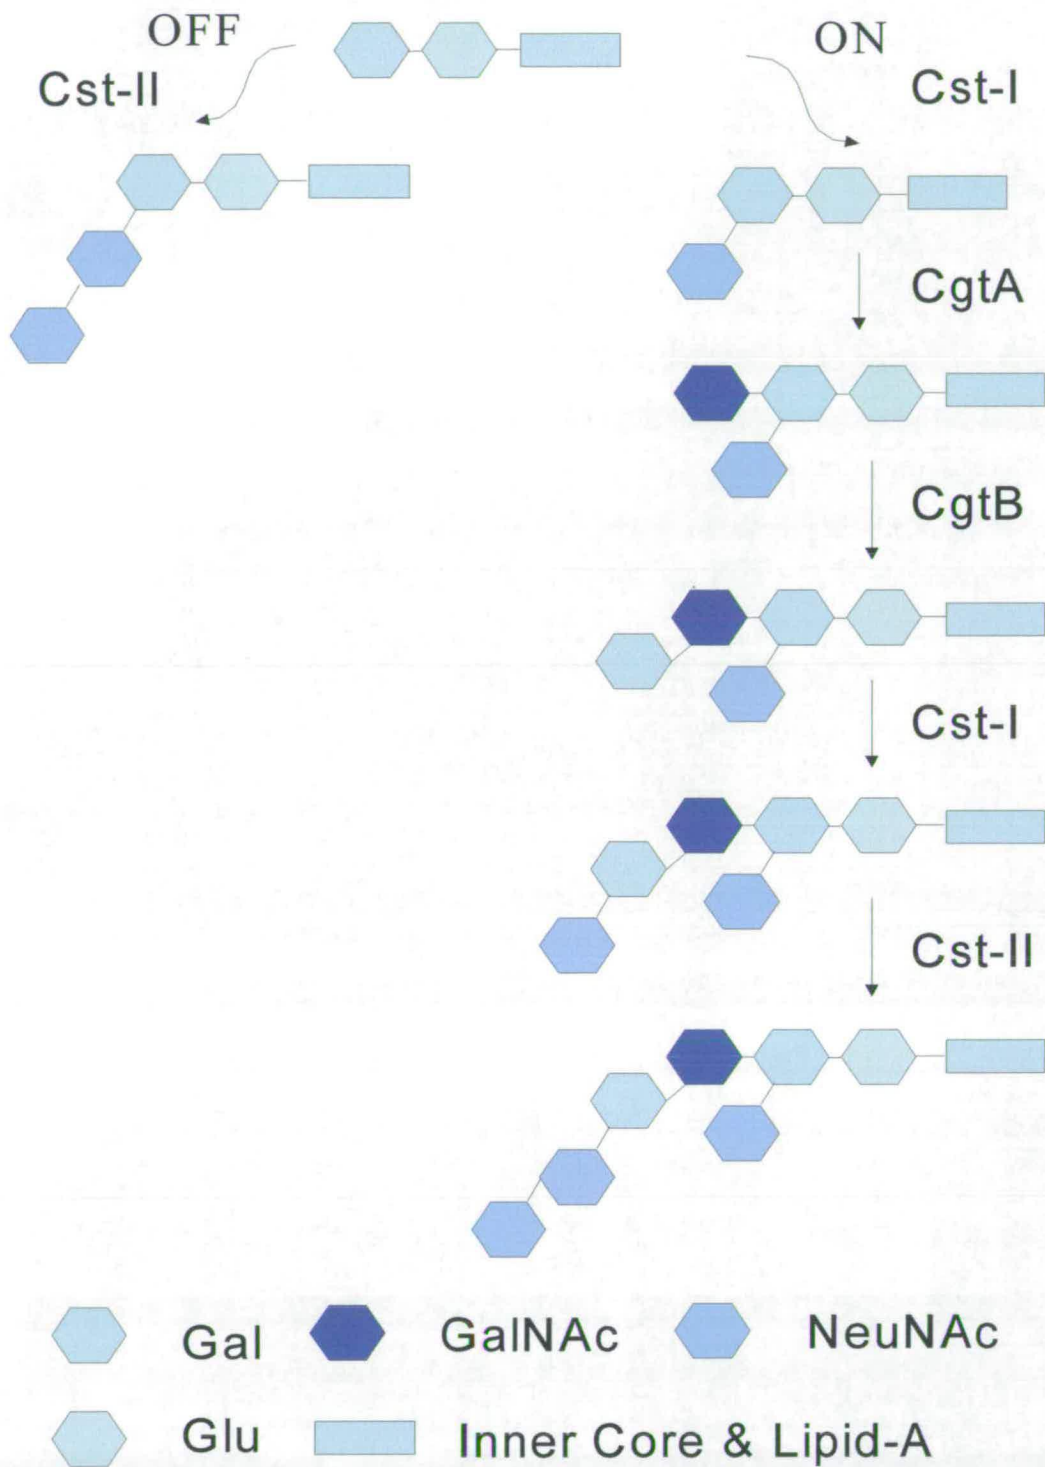 OFF
ON
Cst-II
Cst-I
CgtA
CgtB
Cst-I
Cst-II
Gal
GalNAc
NeuNAc
Glu
Inner Core & Lipid-A